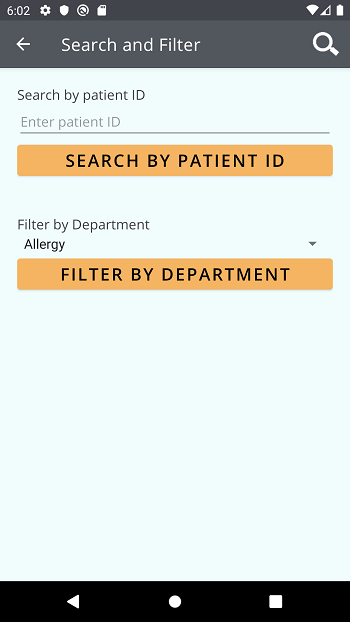 6:02
Search and Filter
Search by patient ID
Enter patient ID
SEARCH BY PATIENT ID
Filter by Department
Allergy
FILTER BY DEPARTMENT